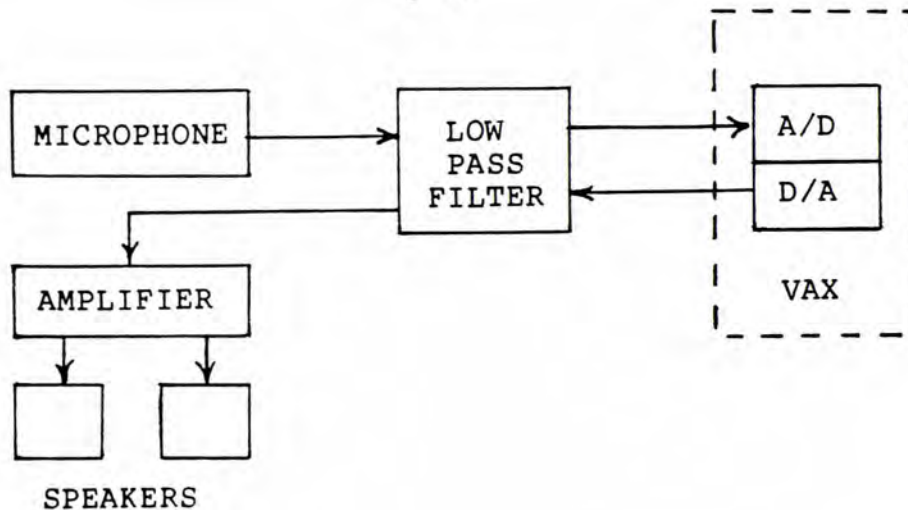 MICROPHONE
LOW
PASS
FILTER
A/D
D/A
VAX
AMPLIFIER
SPEAKERS